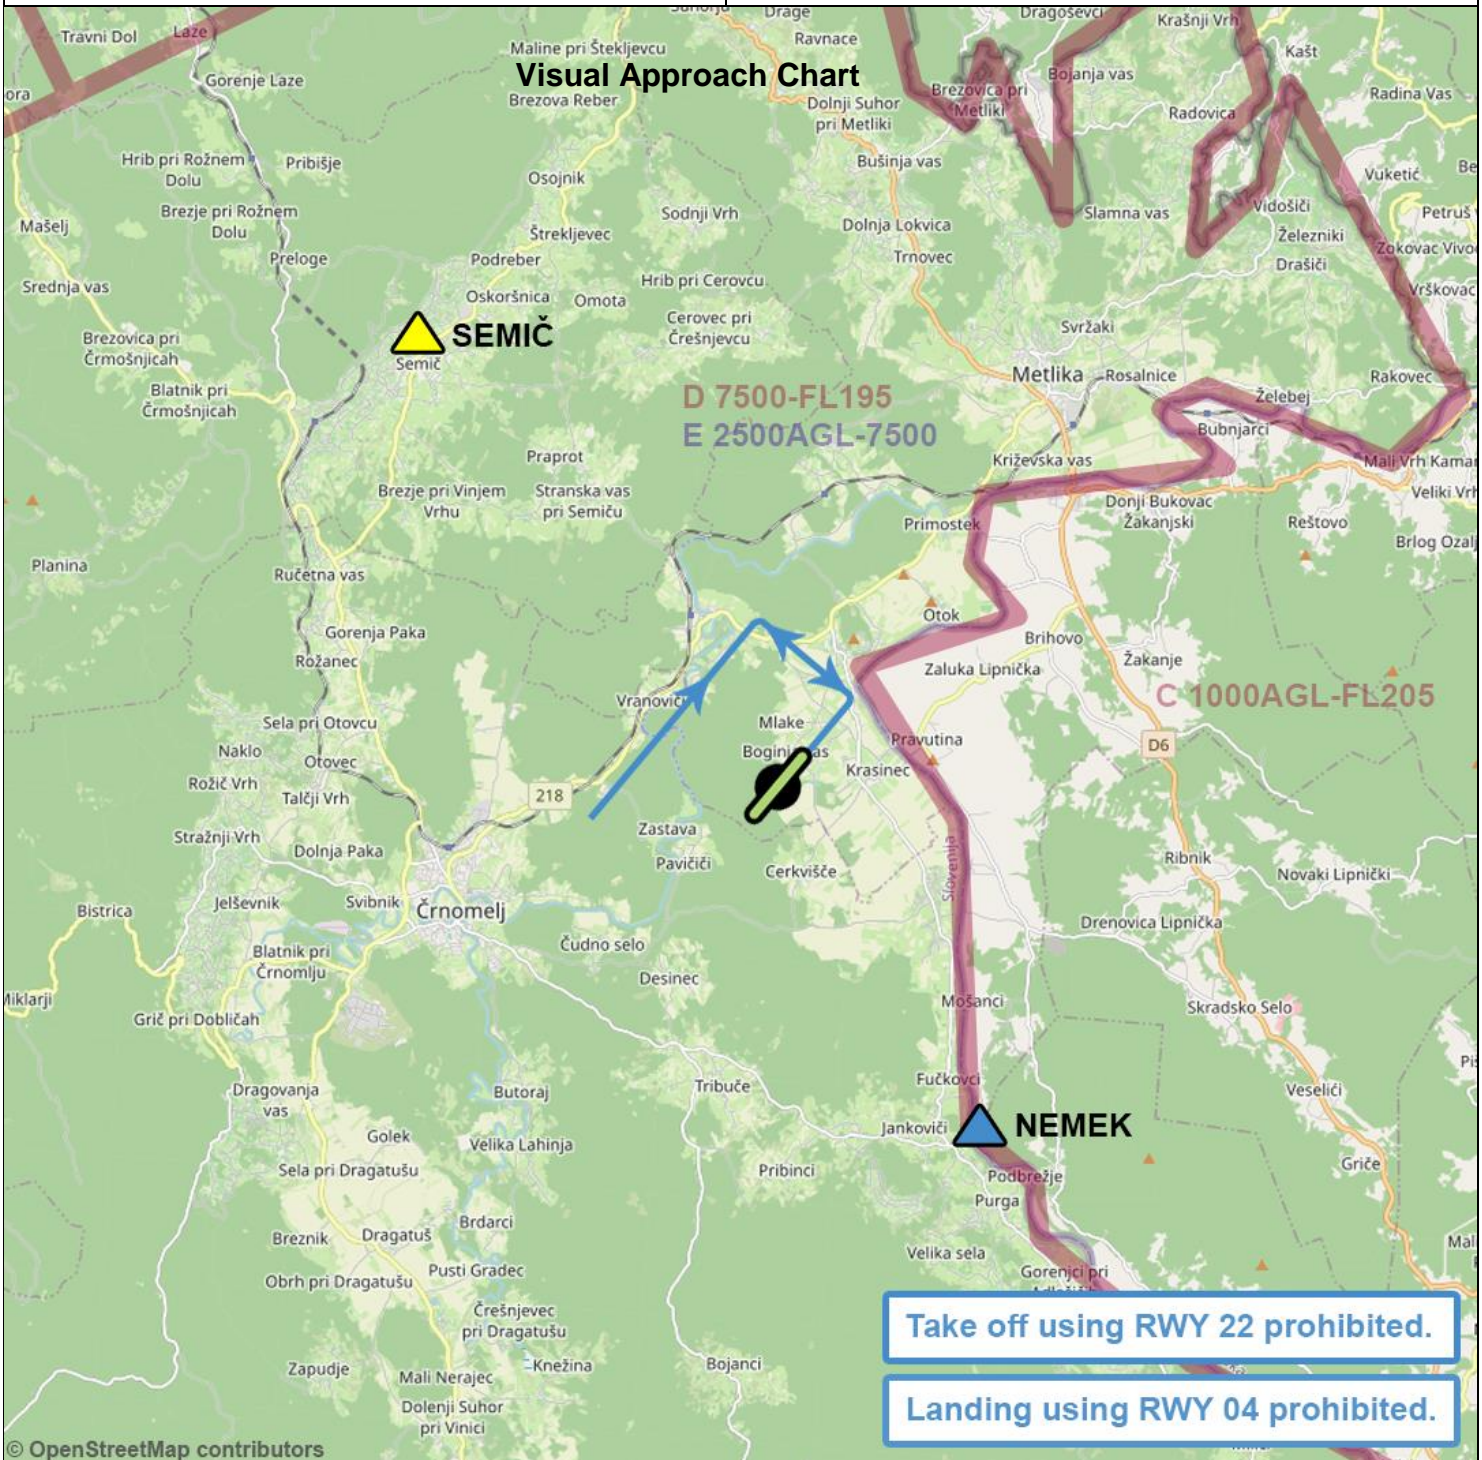 Suhorje
Drage
Dragoševci
Krašnji Vrh
Travni Dol
Laze
Maline pri Štekljevcu
Ravnace
Kašt
Visual Approach Chart
Gorenje Laze
Bojanja vas
Brezovica pri
Metliki
Radina Vas
Brezova Reber
Dolnji Suhor
pri Metliki
Radovica
ora
Hrib pri Rožnem
Dolu
Pribišje
Bušinja vas
Vuketić
Be
Osojnik
Brezje pri Rožnem
Dolu
Sodnji Vrh
Slamna vas
Vidošiči
Petruš
Mašelj
Dolnja Lokvica
Štrekljevec
Železniki
Žokovac Vivo
Preloge
Podreber
Trnovec
Drašiči
Srednja vas
Hrib pri Cerovcu
Vrškovac
Oskoršnica
Omota
Cerovec pri
Črešnjevcu
Svržaki
Brezovica pri
Črmošnjicah
SEMIČ
Semič
Metlika
Rosalnice
Rakovec
Blatnik pri
Črmošnjicah
D 7500-FL195
E 2500AGL-7500
Želebej
Bubnjarci
Praprot
Križevska vas
Mali Vrh Kamar
Brezje pri Vinjem
Vrhu
Stranska vas
pri Semiču
Donji Bukovac
Žakanjski
Veliki Vrh
Primostek
Reštovo
Brlog Ozalj
Planina
Ručetna vas
Otok
Gorenja Paka
Brihovo
Rožanec
Zaluka Lipnička
Žakanje
C 1000AGL-FL205
Sela pri Otovcu
Mlake
Naklo
Pravutina
D6
Otovec
Krasinec
Rožič Vrh
Talčji Vrh
218
Stražnji Vrh
Zastava
Dolnja Paka
Pavičiči
Cerkvišče
Slovenija
Ribnik
Novaki Lipnički
Bistrica
Jelševnik
Svibnik
Črnomelj
Drenovica Lipnička
Blatnik pri
Črnomlju
Čudno selo
Desinec
Miklarji
Grič pri Dobličah
Mošanci
Skradsko Selo
Pi
Dragovanja
vas
Butoraj
Tribuče
Fučkovci
Veselići
Golek
Velika Lahinja
Jankoviči
NEMEK
Sela pri Dragatušu
Pribinci
Podbrežje
Griče
Purga
Breznik
Dragatuš
Brdarci
Velika sela
Mal
Obrh pri Dragatušu
Pusti Gradec
Gorenjci pri
Adlešičih
Črešnjevec
pri Dragatušu
Take off using RWY 22 prohibited.
Zapudje
Mali Nerajec
Knežina
Bojanci
Dolenji Suhor
pri Vinici
Landing using RWY 04 prohibited.
© OpenStreetMap contributors